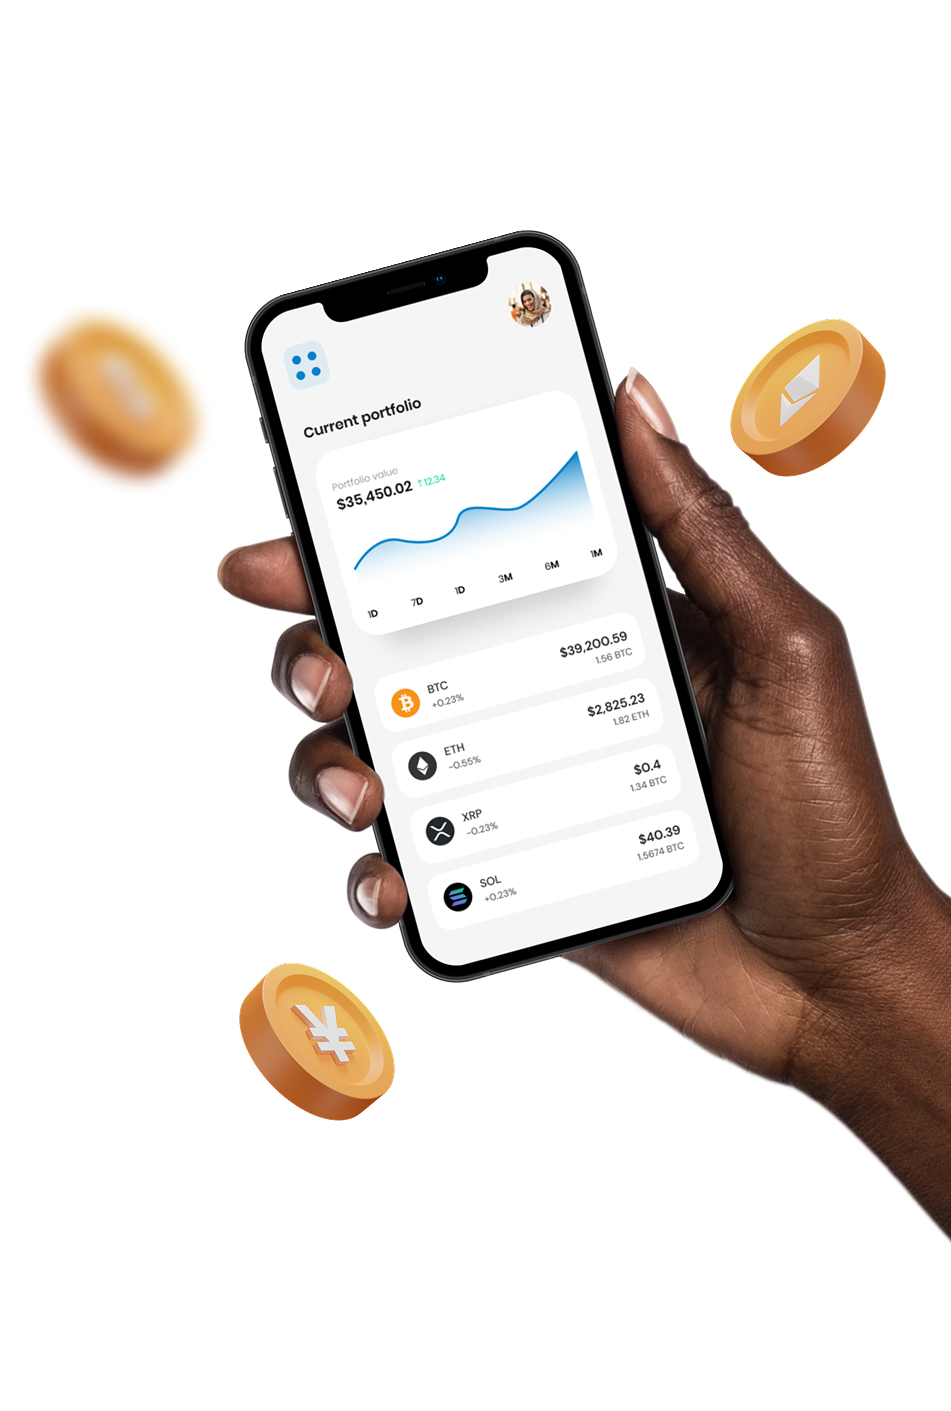 Current portfolio
Portfolio value
$35,450.02 ↑12.34
1D 7D 1D 3M 6M 1M
BTC $39,200.59
+0.23% 1.56 BTC
ETH $2,825.23
-0.55% 1.82 ETH
XRP $0.4
-0.23% 1.34 BTC
SOL $40.39
+0.23% 1.5674 BTC
¥